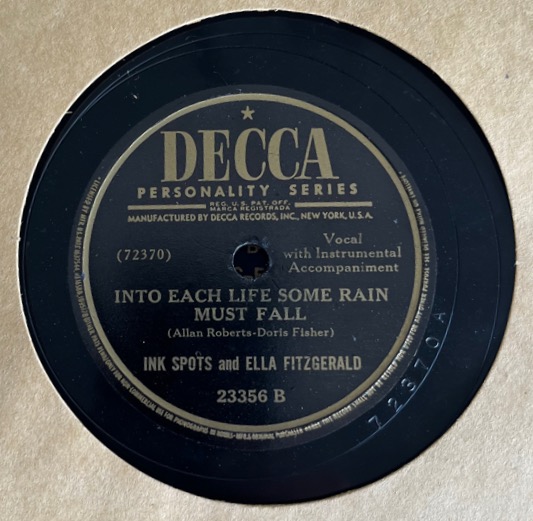 DECCA
PERSONALITY SERIES
REG. U.S. PAT. OFF.
MARCA REGISTRADA
MANUFACTURED BY DECCA RECORDS, INC., NEW YORK, U.S.A.
(72370)
Vocal
with Instrumental
Accompaniment
INTO EACH LIFE SOME RAIN
MUST FALL
(Allan Roberts-Doris Fisher)
INK SPOTS and ELLA FITZGERALD
23356 B
72370A